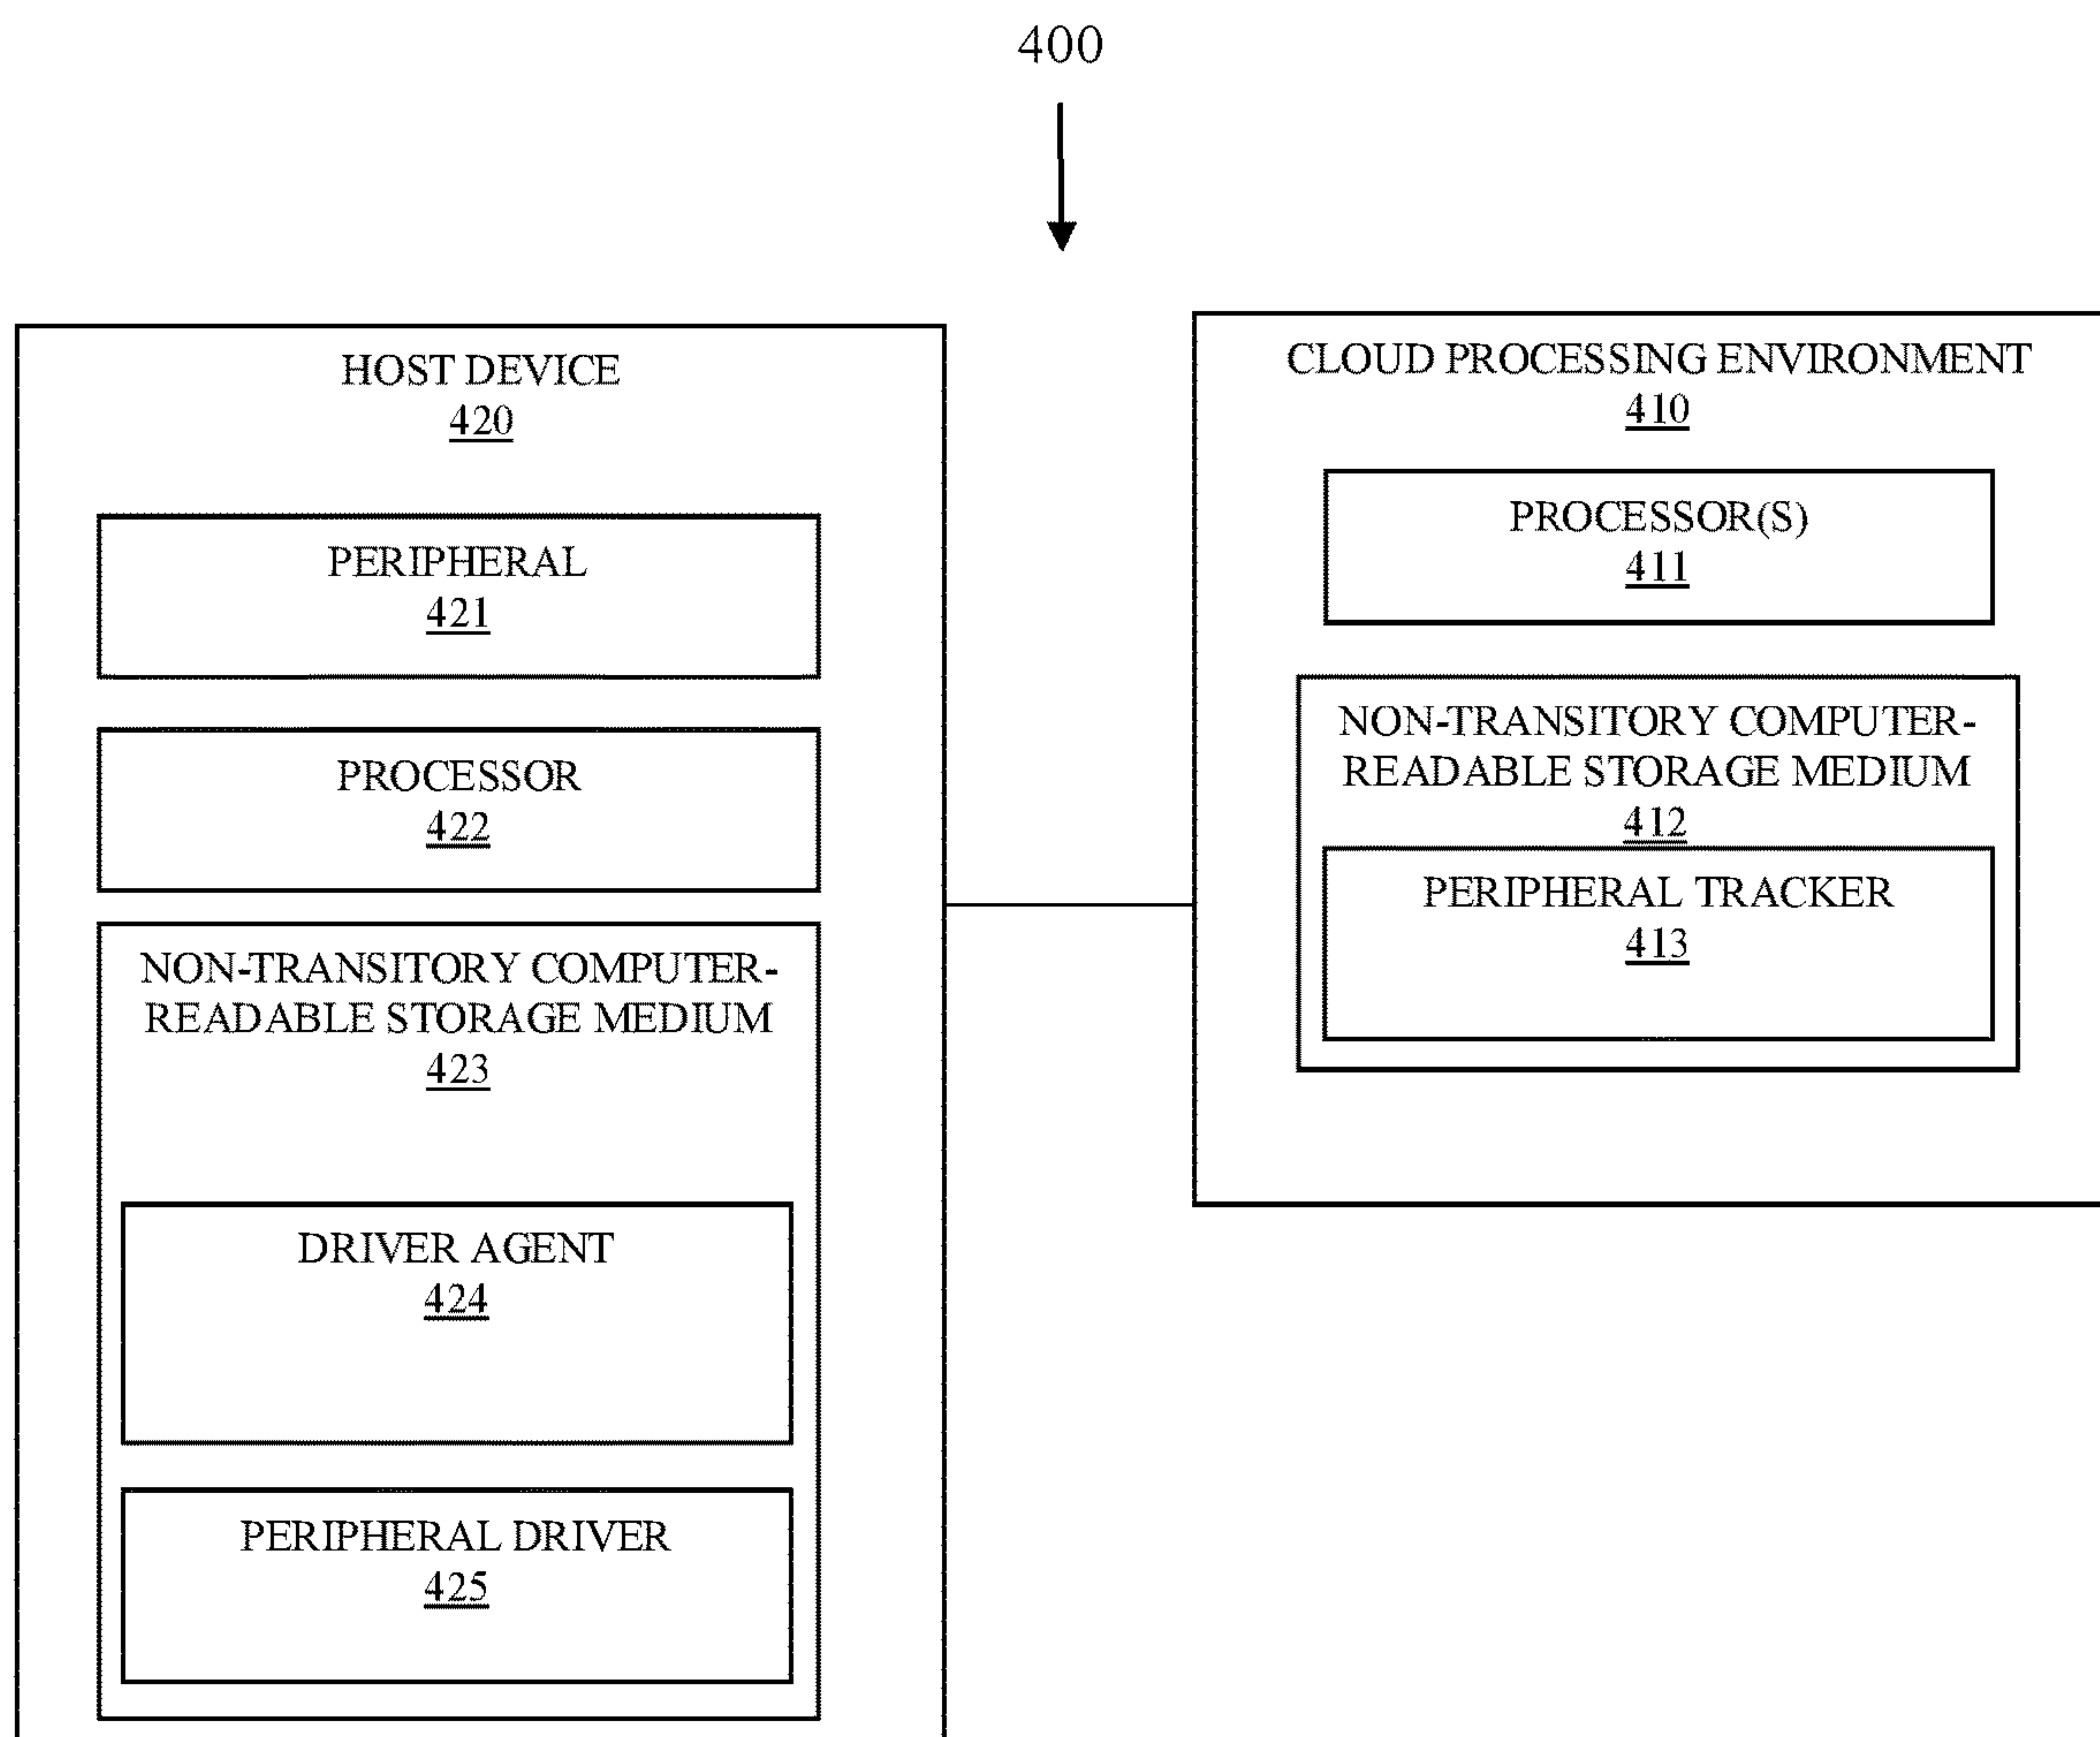 400
HOST DEVICE
420
PERIPHERAL
421
PROCESSOR
422
NON-TRANSITORY COMPUTER-
READABLE STORAGE MEDIUM
423
DRIVER AGENT
424
PERIPHERAL DRIVER
425
CLOUD PROCESSING ENVIRONMENT
410
PROCESSOR(S)
411
NON-TRANSITORY COMPUTER-
READABLE STORAGE MEDIUM
412
PERIPHERAL TRACKER
413